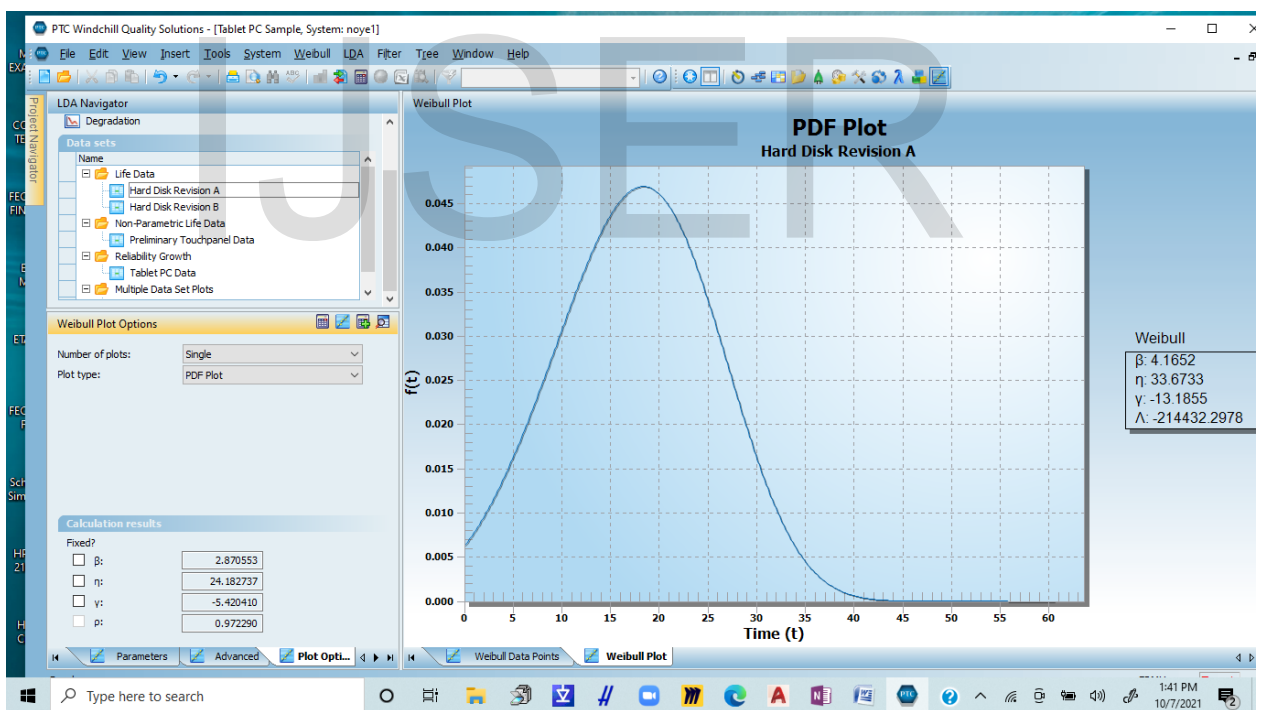 PTC Windchill Quality Solutions - [Tablet PC Sample, System: noye1]
File Edit View Insert Tools System Weibull LDA Filter Tree Window Help
Project Navigator
LDA Navigator
Degradation
Data sets
Name
Life Data
Hard Disk Revision A
Hard Disk Revision B
Non-Parametric Life Data
Preliminary Touchpanel Data
Reliability Growth
Tablet PC Data
Multiple Data Set Plots
Weibull Plot Options
Number of plots: Single
Plot type: PDF Plot
Calculation results
Fixed?
β: 2.870553
η: 24.182737
γ: -5.420410
ρ: 0.972290
Parameters Advanced Plot Opti...
Weibull Plot
PDF Plot
Hard Disk Revision A
IJSER
f(t)
0.045
0.040
0.035
0.030
0.025
0.020
0.015
0.010
0.005
0.000
0 5 10 15 20 25 30 35 40 45 50 55 60
Time (t)
Weibull
β: 4.1652
η: 33.6733
γ: -13.1855
Λ: -214432.2978
Weibull Data Points Weibull Plot
Type here to search
1:41 PM
10/7/2021